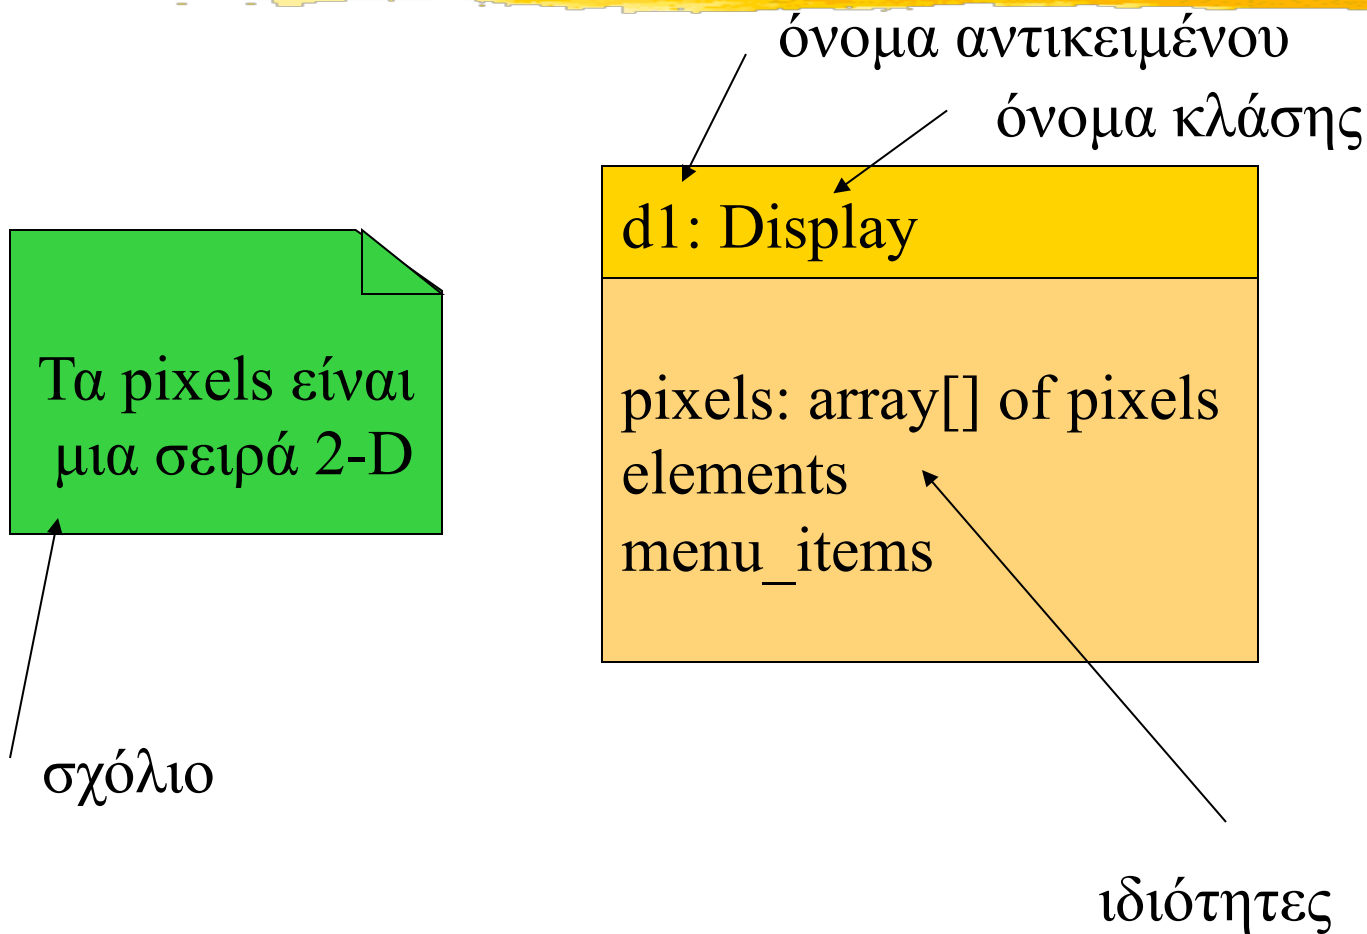 όνομα αντικειμένου
όνομα κλάσης
d1: Display
Τα pixels είναι
μια σειρά 2-D
pixels: array[] of pixels
elements
menu_items
σχόλιο
ιδιότητες